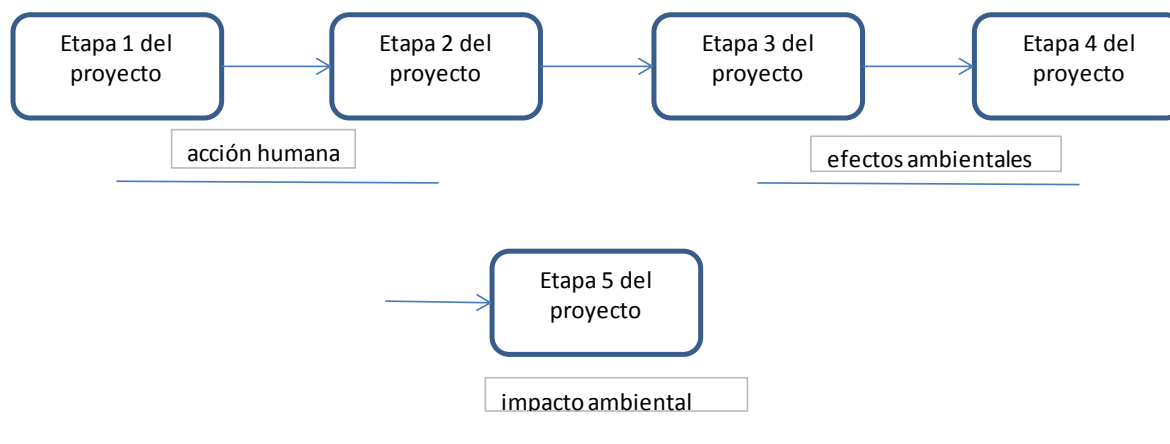 Etapa 1 del
proyecto
Etapa 2 del
proyecto
Etapa 3 del
proyecto
Etapa 4 del
proyecto
acción humana
efectos ambientales
Etapa 5 del
proyecto
impacto ambiental